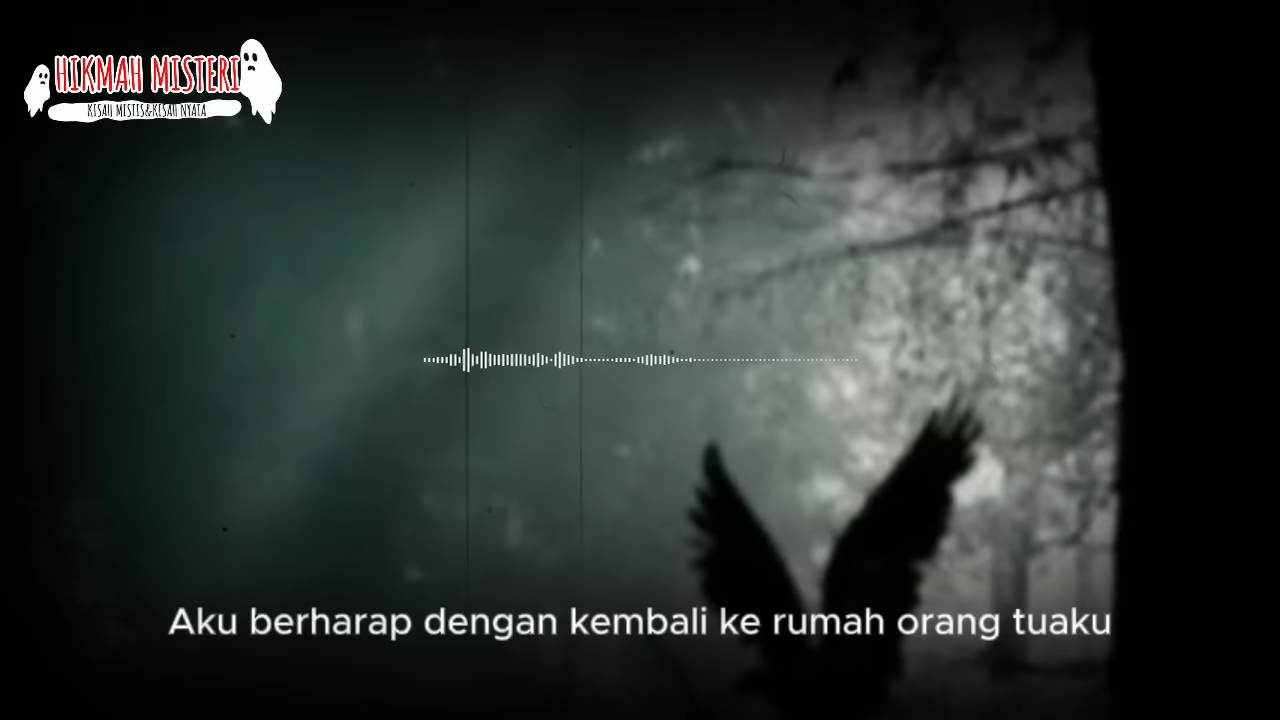 HIKMAH MISTERI
KISAH MISTIS&KISAH NYATA
Aku berharap dengan kembali ke rumah orang tuaku